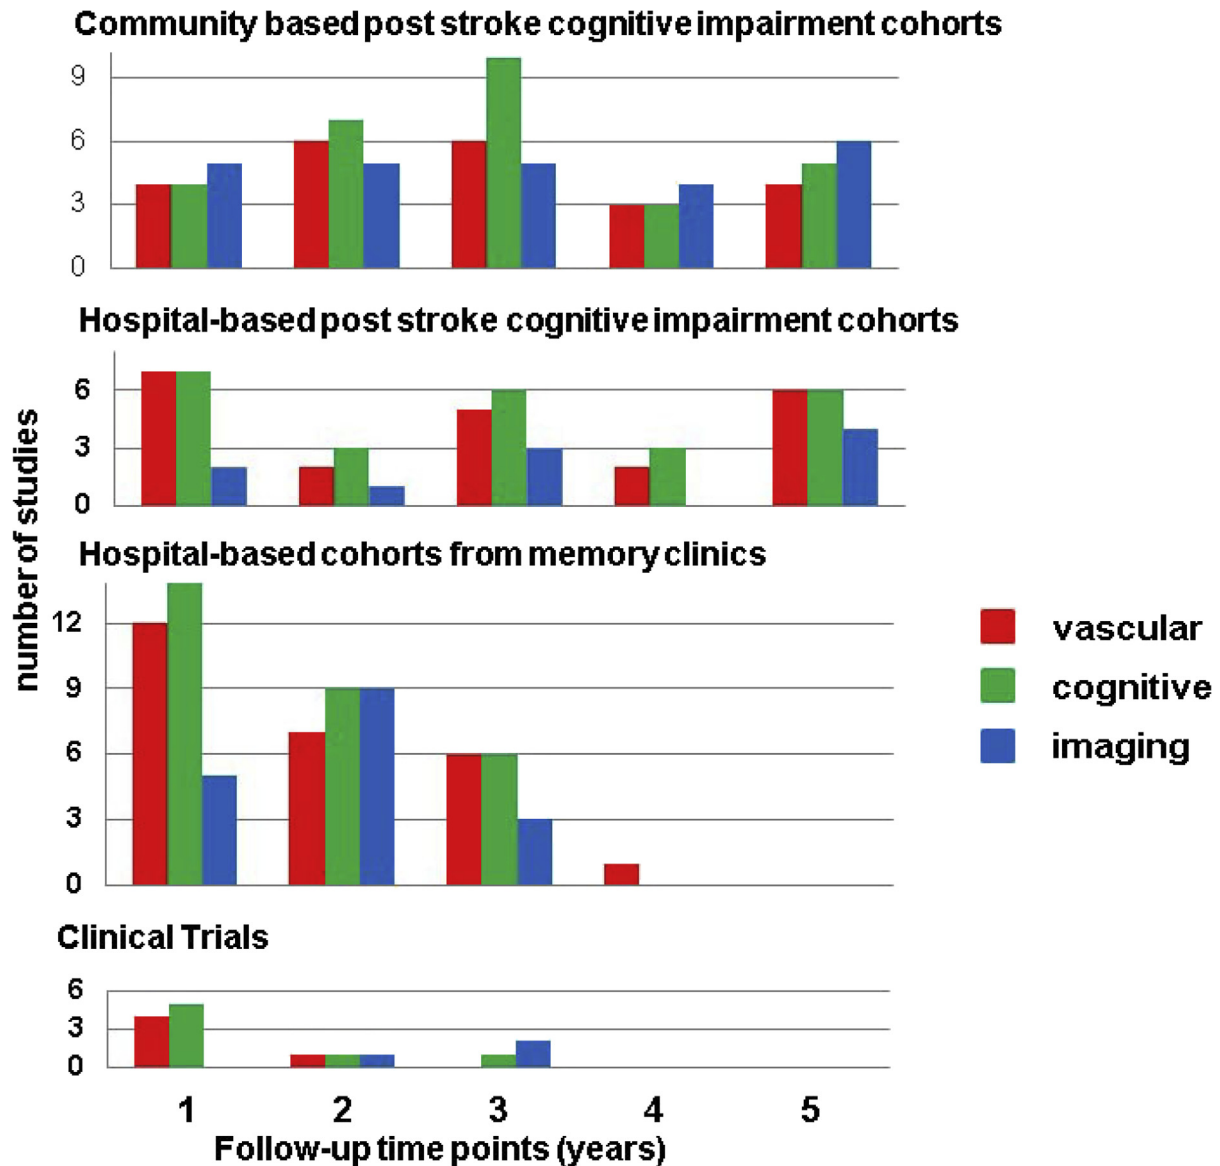 Community based post stroke cognitive impairment cohorts
9
6
3
0
Hospital-based post stroke cognitive impairment cohorts
6
3
0
number of studies
Hospital-based cohorts from memory clinics
12
9
6
3
0
vascular
cognitive
imaging
Clinical Trials
6
3
0
1 2 3 4 5
Follow-up time points (years)